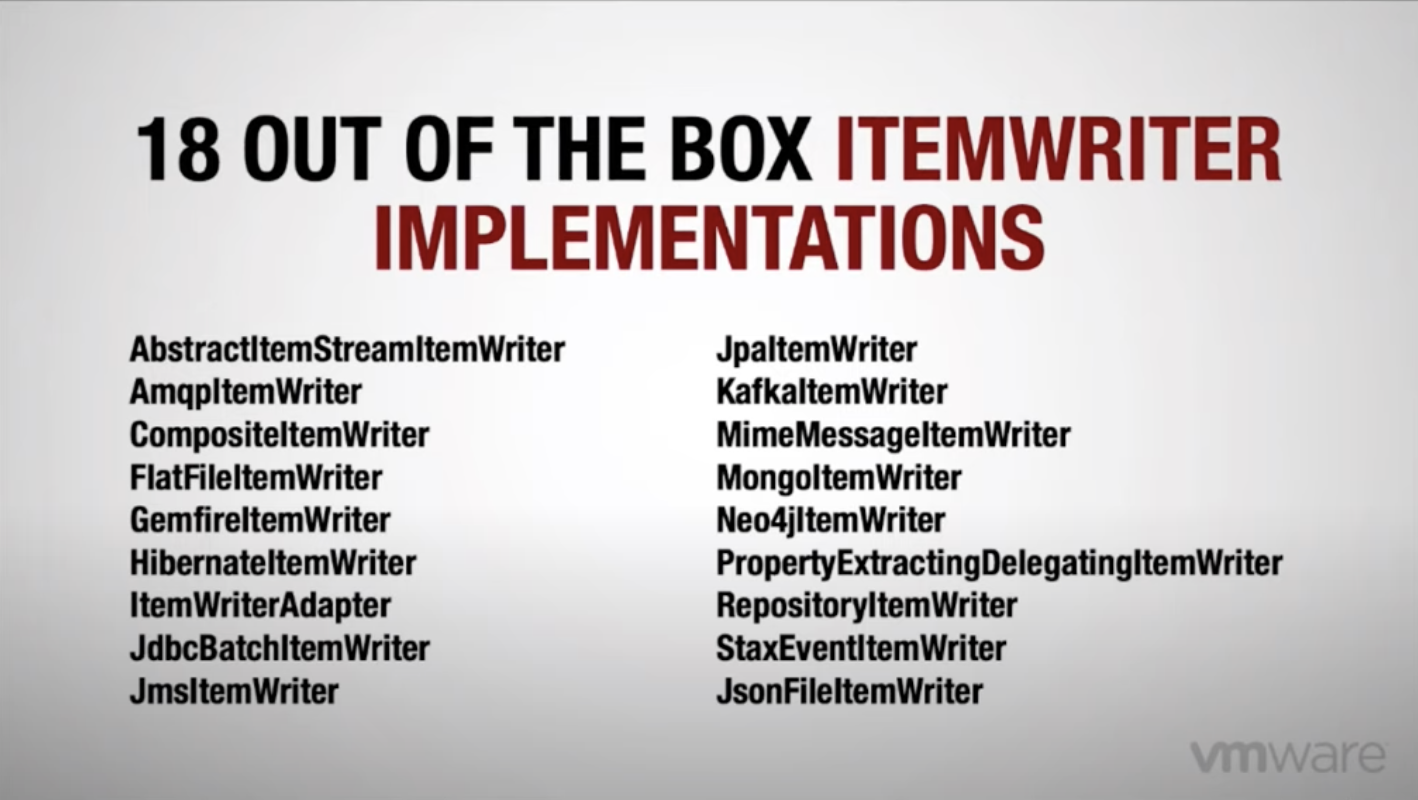 18 OUT OF THE BOX ITEMWRITER
IMPLEMENTATIONS
AbstractItemStreamItemWriter
AmqpItemWriter
CompositeItemWriter
FlatFileItemWriter
GemfireItemWriter
HibernateItemWriter
ItemWriterAdapter
JdbcBatchItemWriter
JmsItemWriter
JpaItemWriter
KafkaItemWriter
MimeMessageItemWriter
MongoItemWriter
Neo4jItemWriter
PropertyExtractingDelegatingItemWriter
RepositoryItemWriter
StaxEventItemWriter
JsonFileItemWriter
vmware